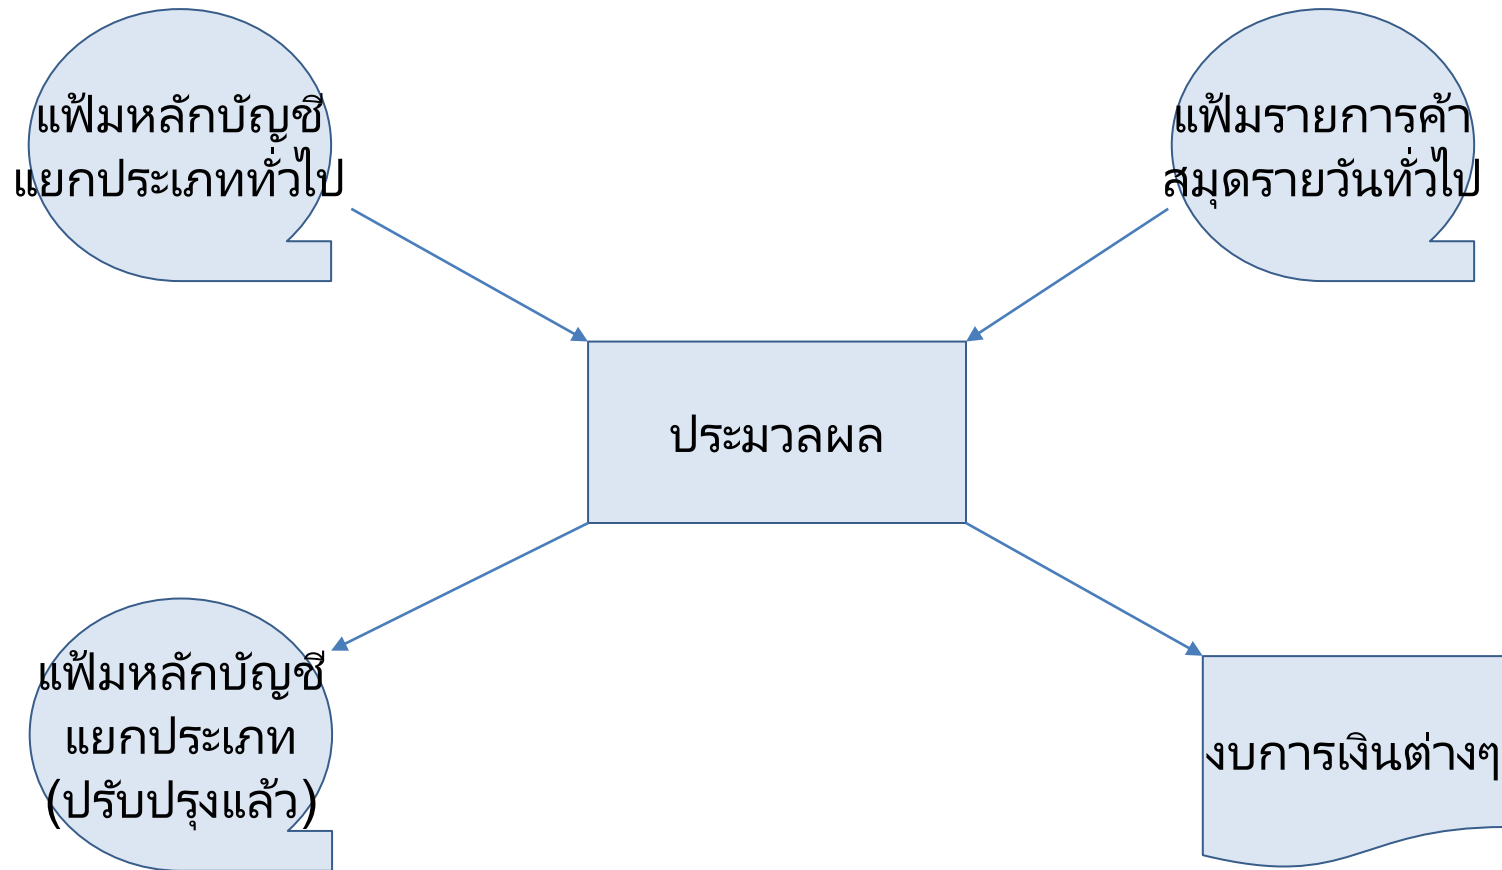 แฟ้มหลักบัญชี
แยกประเภททั่วไป
แฟ้มรายการค้า
สมุดรายวันทั่วไป
ประมวลผล
แฟ้มหลักบัญชี
แยกประเภท
(ปรับปรุงแล้ว)
งบการเงินต่างๆ